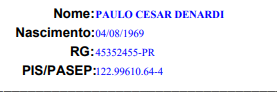 Nome:PAULO CESAR DENARDI
Nascimento:04/08/1969
RG:45352455-PR
PIS/PASEP:122.99610.64-4